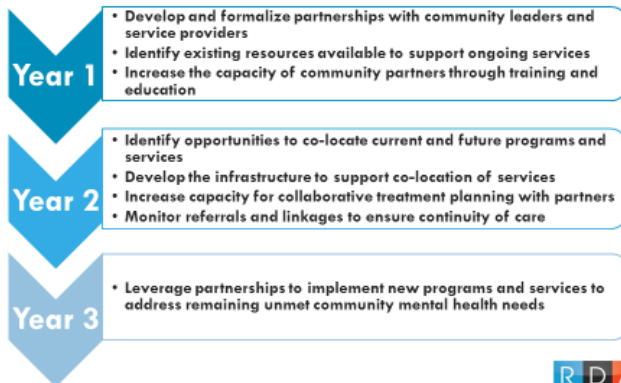 Year 1
• Develop and formalize partnerships with community leaders and
service providers
• Identify existing resources available to support ongoing services
• Increase the capacity of community partners through training and
education
Year 2
• Identify opportunities to co-locate current and future programs and
services
• Develop the infrastructure to support co-location of services
• Increase capacity for collaborative treatment planning with partners
• Monitor referrals and linkages to ensure continuity of care
Year 3
• Leverage partnerships to implement new programs and services to
address remaining unmet community mental health needs
R D